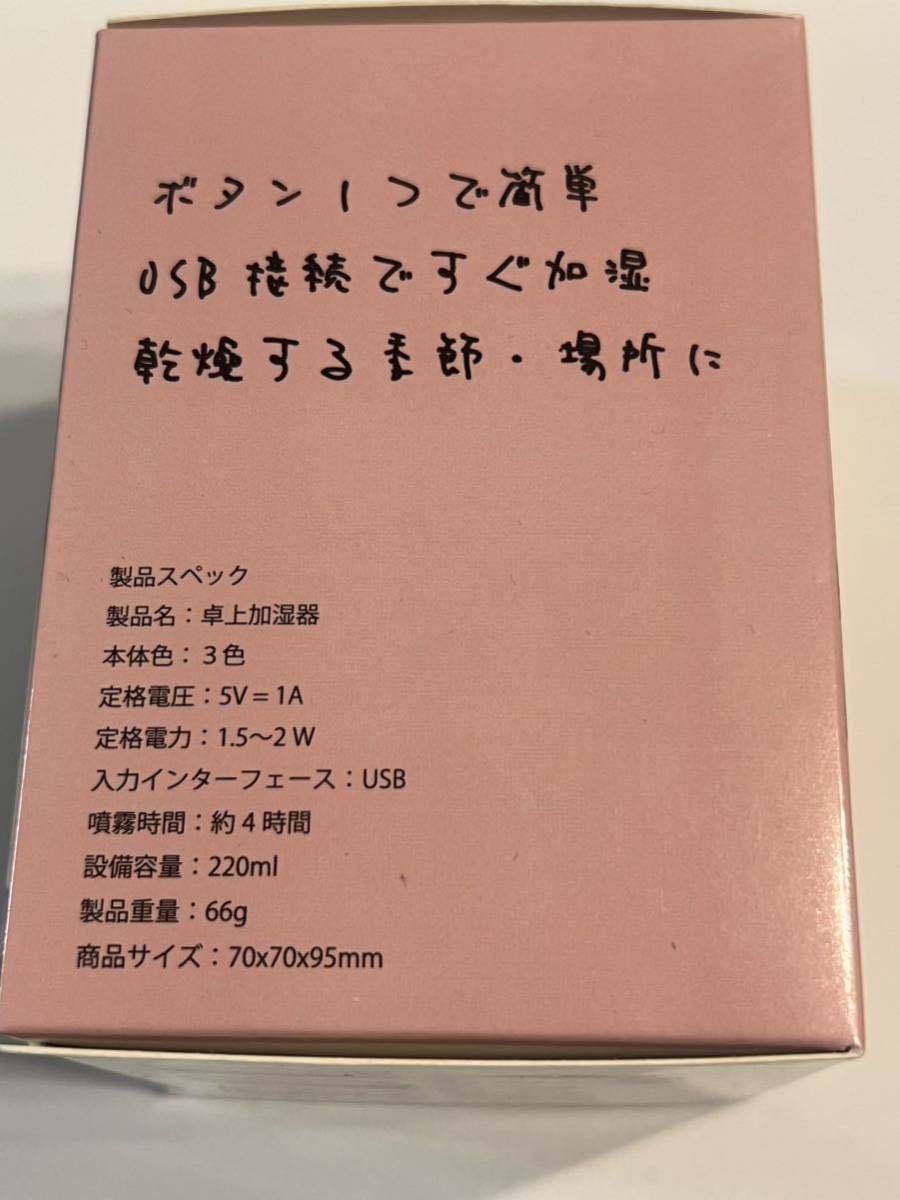 ボタン1つで簡単
USB接続ですぐ加湿
乾燥する季節・場所に
製品スペック
製品名：卓上加湿器
本体色：３色
定格電圧：5V＝1A
定格電力：1.5〜2 W
入力インターフェース：USB
噴霧時間：約４時間
設備容量：220ml
製品重量：66g
商品サイズ：70x70x95mm